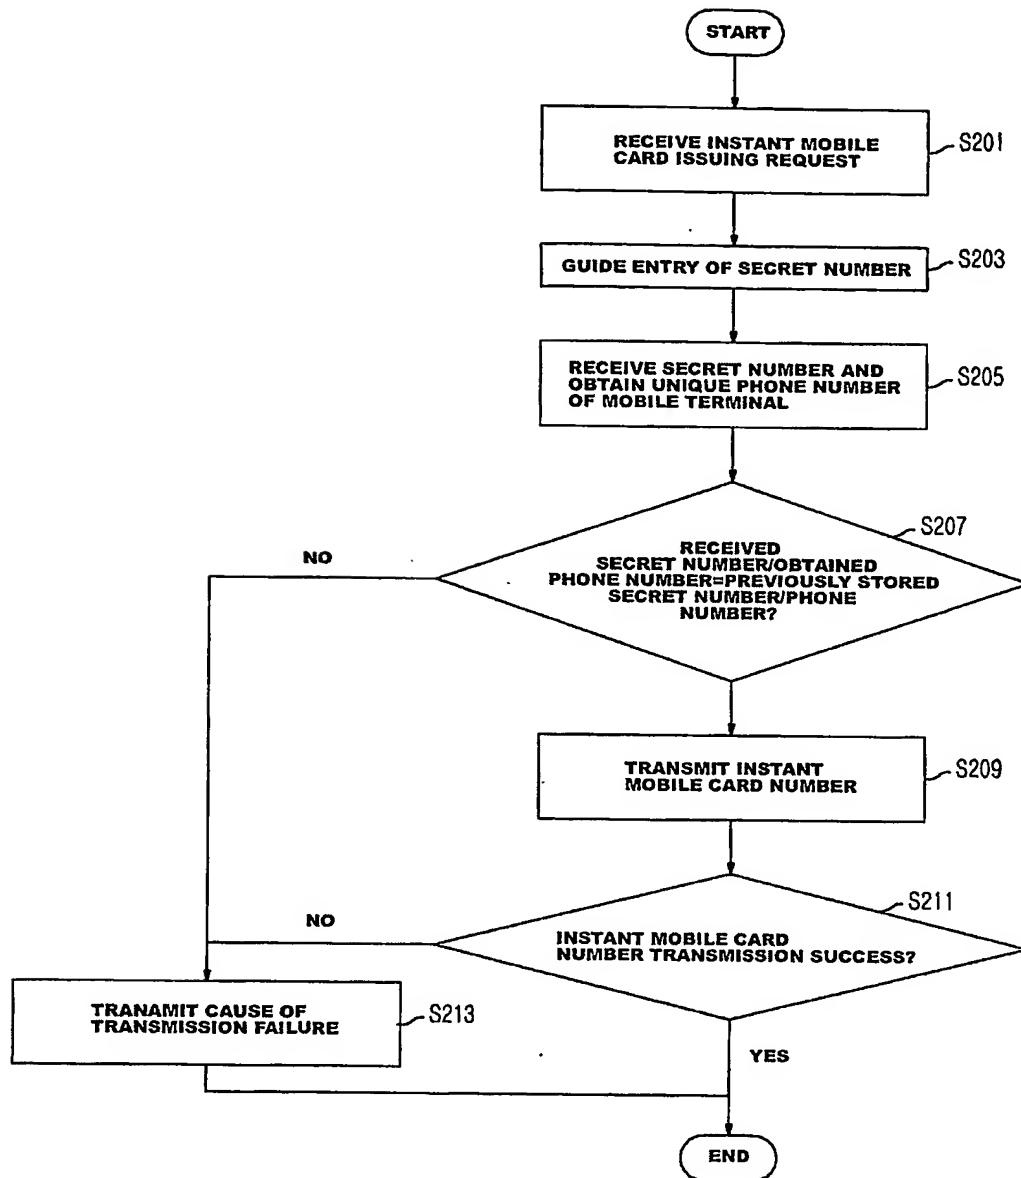 START
RECEIVE INSTANT MOBILE
CARD ISSUING REQUEST
S201
GUIDE ENTRY OF SECRET NUMBER
S203
RECEIVE SECRET NUMBER AND
OBTAIN UNIQUE PHONE NUMBER
OF MOBILE TERMINAL
S205
S207
NO
RECEIVED
SECRET NUMBER/OBTAINED
PHONE NUMBER=PREVIOUSLY STORED
SECRET NUMBER/PHONE
NUMBER?
TRANSMIT INSTANT
MOBILE CARD NUMBER
S209
S211
NO
INSTANT MOBILE CARD
NUMBER TRANSMISSION SUCCESS?
TRANAMIT CAUSE OF
TRANSMISSION FAILURE
S213
YES
END